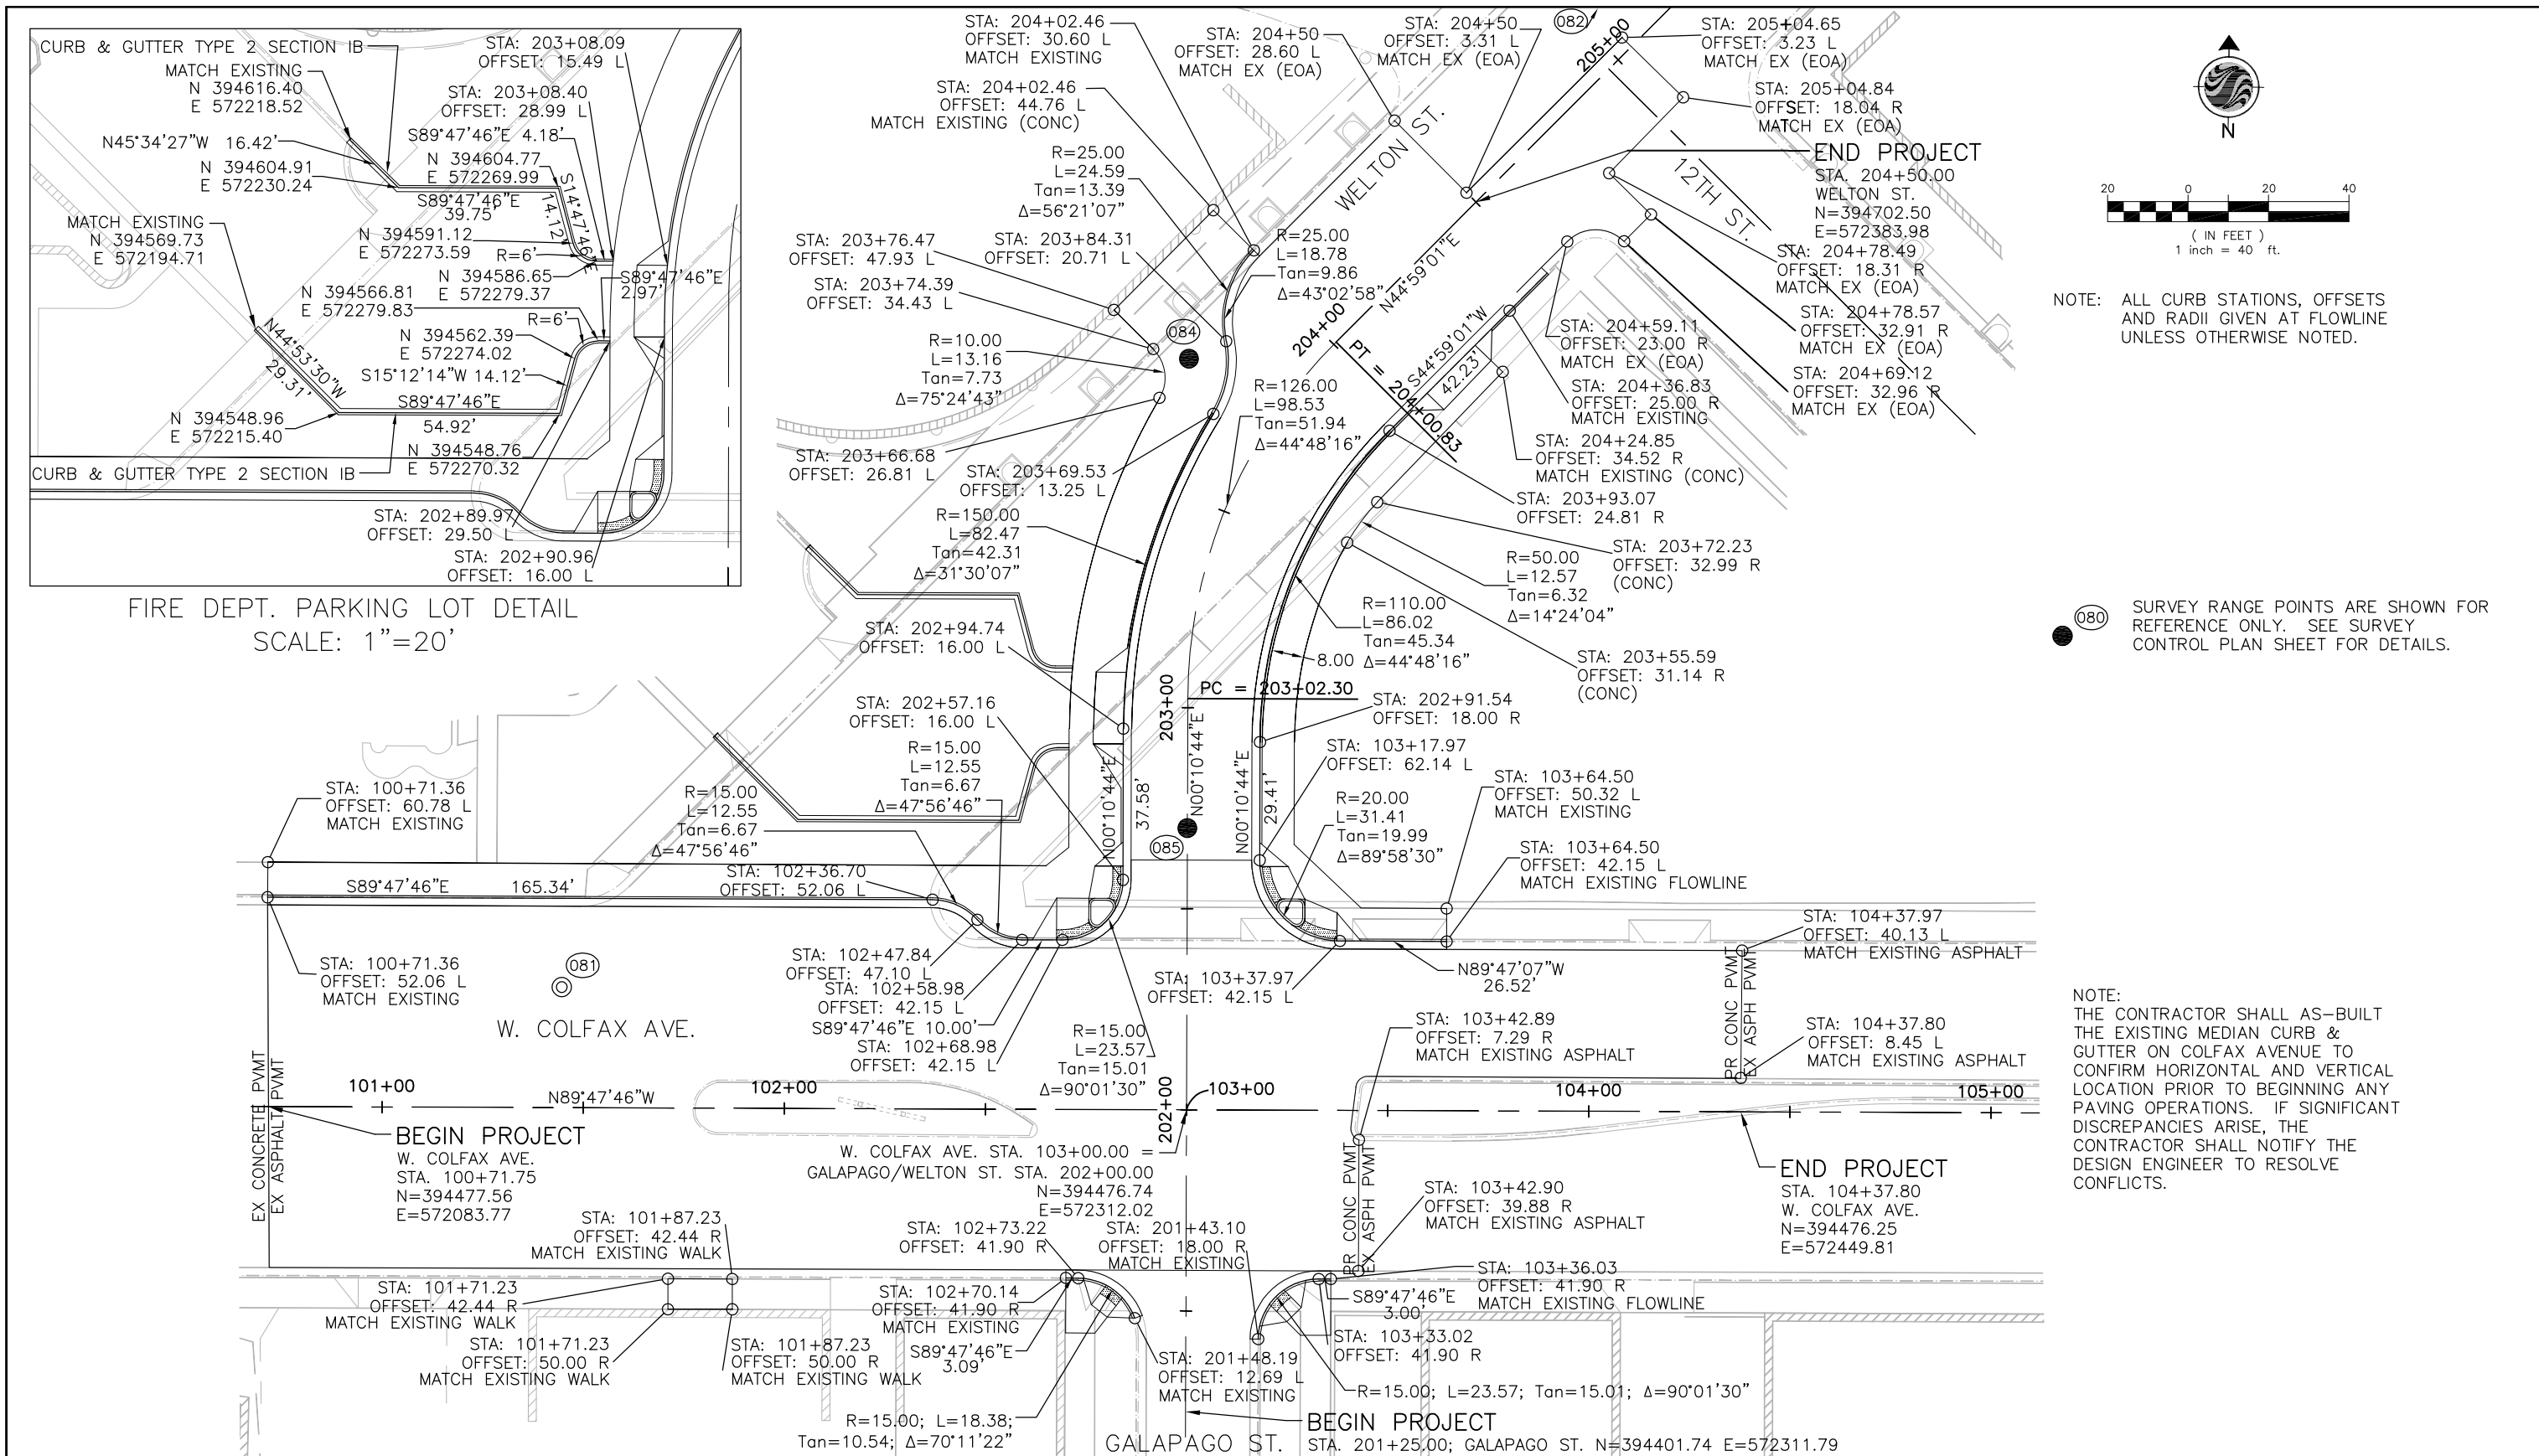 CURB & GUTTER TYPE 2 SECTION IB
MATCH EXISTING
N 394616.40
E 572218.52
N45°34'27"W 16.42'
N 394604.91
E 572230.24
MATCH EXISTING
N 394569.73
E 572194.71
STA: 203+08.09
OFFSET: 15.49 L
STA: 203+08.40
OFFSET: 28.99 L
S89°47'46"E 4.18'
N 394604.77
E 572269.99
S89°47'46"E
39.75'
S14°47'46"E
14.12'
N 394591.12
E 572273.59
R=6'
N 394586.65
E 572279.37
S89°47'46"E
2.97'
N 394566.81
E 572279.83
R=6'
N 394562.39
E 572274.02
S15°12'14"W 14.12'
N44°53'30"W
29.31'
S89°47'46"E
54.92'
N 394548.96
E 572215.40
N 394548.76
E 572270.32
CURB & GUTTER TYPE 2 SECTION IB
STA: 202+89.97
OFFSET: 29.50 L
STA: 202+90.96
OFFSET: 16.00 L
FIRE DEPT. PARKING LOT DETAIL
SCALE: 1"=20'
STA: 204+02.46
OFFSET: 30.60 L
MATCH EXISTING
STA: 204+02.46
OFFSET: 44.76 L
MATCH EXISTING (CONC)
STA: 204+50
OFFSET: 28.60 L
MATCH EX (EOA)
STA: 204+50
OFFSET: 3.31 L
MATCH EX (EOA)
082
205+00
STA: 205+04.65
OFFSET: 3.23 L
MATCH EX (EOA)
STA: 205+04.84
OFFSET: 18.04 R
MATCH EX (EOA)
END PROJECT
STA. 204+50.00
WELTON ST.
N=394702.50
E=572383.98
WELTON ST.
12TH ST.
R=25.00
L=24.59
Tan=13.39
Δ=56°21'07"
STA: 203+76.47
OFFSET: 47.93 L
STA: 203+84.31
OFFSET: 20.71 L
STA: 203+74.39
OFFSET: 34.43 L
R=25.00
L=18.78
Tan=9.86
Δ=43°02'58"
N44°59'01"E
204+00
PT = 204+00.83
084
R=10.00
L=13.16
Tan=7.73
Δ=75°24'43"
S44°59'01"W
42.23'
STA: 204+78.49
OFFSET: 18.31 R
MATCH EX (EOA)
STA: 204+78.57
OFFSET: 32.91 R
MATCH EX (EOA)
STA: 204+59.11
OFFSET: 23.00 R
MATCH EX (EOA)
STA: 204+69.12
OFFSET: 32.96 R
MATCH EX (EOA)
STA: 204+36.83
OFFSET: 25.00 R
MATCH EXISTING
STA: 204+24.85
OFFSET: 34.52 R
MATCH EXISTING (CONC)
R=126.00
L=98.53
Tan=51.94
Δ=44°48'16"
STA: 203+66.68
OFFSET: 26.81 L
STA: 203+69.53
OFFSET: 13.25 L
STA: 203+93.07
OFFSET: 24.81 R
R=150.00
L=82.47
Tan=42.31
Δ=31°30'07"
STA: 203+72.23
OFFSET: 32.99 R
(CONC)
R=50.00
L=12.57
Tan=6.32
Δ=14°24'04"
R=110.00
L=86.02
Tan=45.34
Δ=44°48'16"
8.00
STA: 203+55.59
OFFSET: 31.14 R
(CONC)
STA: 202+94.74
OFFSET: 16.00 L
PC = 203+02.30
203+00
STA: 202+91.54
OFFSET: 18.00 R
STA: 202+57.16
OFFSET: 16.00 L
R=15.00
L=12.55
Tan=6.67
Δ=47°56'46"
R=15.00
L=12.55
Tan=6.67
Δ=47°56'46"
N00°10'44"E
37.58'
N00°10'44"E
N00°10'44"E
29.41'
085
STA: 103+17.97
OFFSET: 62.14 L
R=20.00
L=31.41
Tan=19.99
Δ=89°58'30"
STA: 103+64.50
OFFSET: 50.32 L
MATCH EXISTING
STA: 103+64.50
OFFSET: 42.15 L
MATCH EXISTING FLOWLINE
STA: 100+71.36
OFFSET: 60.78 L
MATCH EXISTING
S89°47'46"E 165.34'
STA: 102+36.70
OFFSET: 52.06 L
STA: 100+71.36
OFFSET: 52.06 L
MATCH EXISTING
081
W. COLFAX AVE.
STA: 102+47.84
OFFSET: 47.10 L
STA: 102+58.98
OFFSET: 42.15 L
S89°47'46"E 10.00'
STA: 102+68.98
OFFSET: 42.15 L
R=15.00
L=23.57
Tan=15.01
Δ=90°01'30"
STA: 103+37.97
OFFSET: 42.15 L
N89°47'07"W
26.52'
STA: 104+37.97
OFFSET: 40.13 L
MATCH EXISTING ASPHALT
PR CONC PVMT
EX ASPH PVMT
STA: 103+42.89
OFFSET: 7.29 R
MATCH EXISTING ASPHALT
STA: 104+37.80
OFFSET: 8.45 L
MATCH EXISTING ASPHALT
EX CONCRETE PVMT
EX ASPHALT PVMT
101+00
N89°47'46"W
102+00
202+00
103+00
104+00
105+00
BEGIN PROJECT
W. COLFAX AVE.
STA. 100+71.75
N=394477.56
E=572083.77
W. COLFAX AVE. STA. 103+00.00 =
GALAPAGO/WELTON ST. STA. 202+00.00
N=394476.74
E=572312.02
END PROJECT
STA. 104+37.80
W. COLFAX AVE.
N=394476.25
E=572449.81
PR CONC PVMT
EX ASPH PVMT
STA: 103+42.90
OFFSET: 39.88 R
MATCH EXISTING ASPHALT
STA: 101+87.23
OFFSET: 42.44 R
MATCH EXISTING WALK
STA: 101+71.23
OFFSET: 42.44 R
MATCH EXISTING WALK
STA: 101+71.23
OFFSET: 50.00 R
MATCH EXISTING WALK
STA: 101+87.23
OFFSET: 50.00 R
MATCH EXISTING WALK
STA: 102+73.22
OFFSET: 41.90 R
STA: 201+43.10
OFFSET: 18.00 R
MATCH EXISTING
STA: 102+70.14
OFFSET: 41.90 R
MATCH EXISTING
S89°47'46"E
3.09'
STA: 103+36.03
OFFSET: 41.90 R
MATCH EXISTING FLOWLINE
S89°47'46"E
3.00'
STA: 103+33.02
OFFSET: 41.90 R
STA: 201+48.19
OFFSET: 12.69 L
MATCH EXISTING
R=15.00; L=23.57; Tan=15.01; Δ=90°01'30"
R=15.00; L=18.38;
Tan=10.54; Δ=70°11'22"
GALAPAGO ST.
BEGIN PROJECT
STA. 201+25.00; GALAPAGO ST. N=394401.74 E=572311.79
N
20 0 20 40
( IN FEET )
1 inch = 40 ft.
NOTE: ALL CURB STATIONS, OFFSETS
AND RADII GIVEN AT FLOWLINE
UNLESS OTHERWISE NOTED.
080
SURVEY RANGE POINTS ARE SHOWN FOR
REFERENCE ONLY. SEE SURVEY
CONTROL PLAN SHEET FOR DETAILS.
NOTE:
THE CONTRACTOR SHALL AS-BUILT
THE EXISTING MEDIAN CURB &
GUTTER ON COLFAX AVENUE TO
CONFIRM HORIZONTAL AND VERTICAL
LOCATION PRIOR TO BEGINNING ANY
PAVING OPERATIONS. IF SIGNIFICANT
DISCREPANCIES ARISE, THE
CONTRACTOR SHALL NOTIFY THE
DESIGN ENGINEER TO RESOLVE
CONFLICTS.